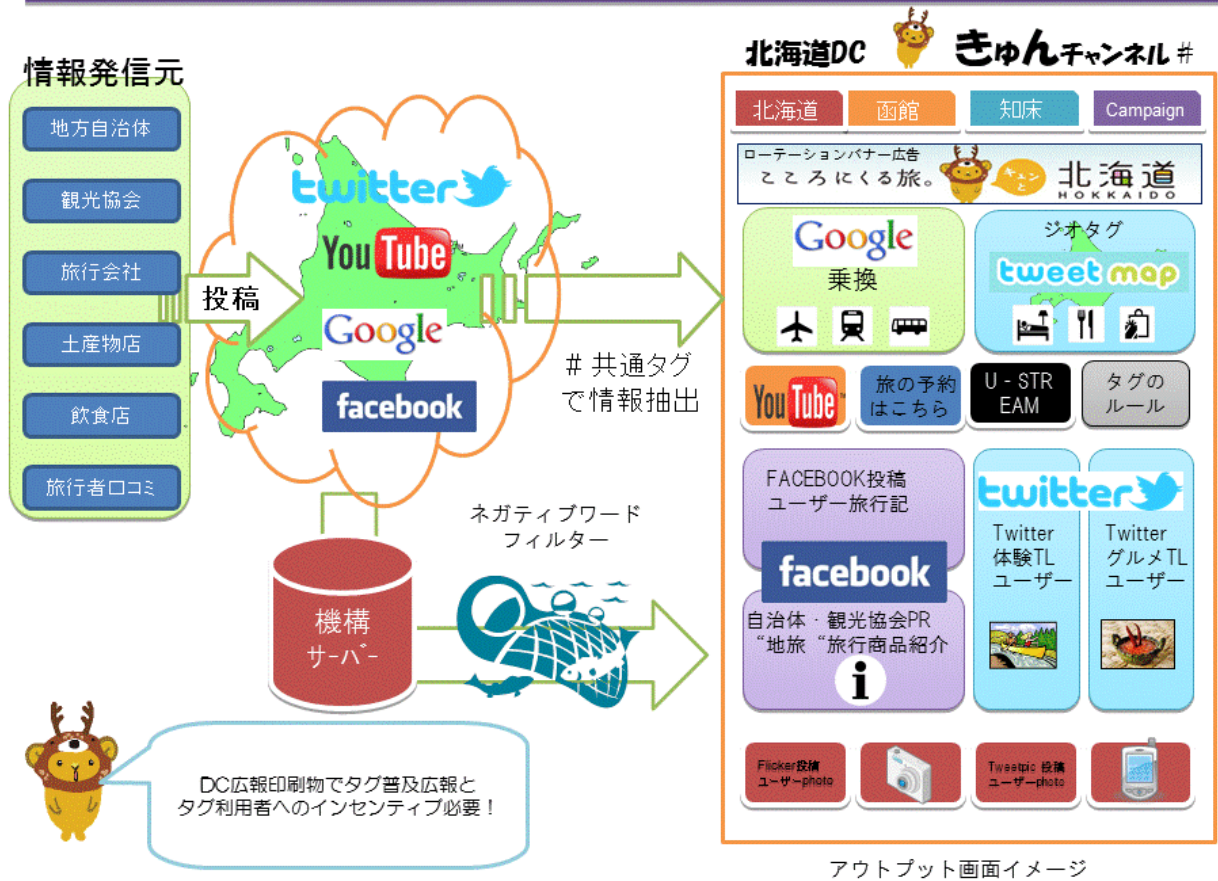 北海道DC
きゅんチャンネル #
情報発信元
地方自治体
観光協会
旅行会社
土産物店
飲食店
旅行者口コミ
投稿
twitter
You Tube
Google
facebook
# 共通タグ
で情報抽出
機構
サーバー
ネガティブワード
フィルター
DC広報印刷物でタグ普及広報と
タグ利用者へのインセンティブ必要！
北海道
函館
知床
Campaign
ローテーションバナー広告
こころにくる旅。
キュンと
北海道
HOKKAIDO
Google
乗換
ジオタグ
tweet map
You Tube
旅の予約
はこちら
U - STR
EAM
タグの
ルール
FACEBOOK投稿
ユーザー旅行記
facebook
自治体・観光協会PR
“地旅“旅行商品紹介
i
twitter
Twitter
体験TL
ユーザー
Twitter
グルメTL
ユーザー
Flicker投稿
ユーザーphoto
Tweetpic 投稿
ユーザーphoto
アウトプット画面イメージ